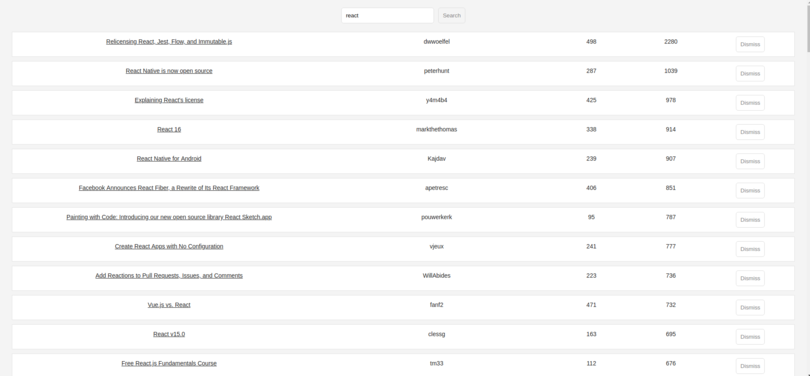 react Search
Relicensing React, Jest, Flow, and Immutable.js dwwoelfel 498 2280 Dismiss
React Native is now open source peterhunt 287 1039 Dismiss
Explaining React's license y4m4b4 425 978 Dismiss
React 16 markthethomas 338 914 Dismiss
React Native for Android Kajdav 239 907 Dismiss
Facebook Announces React Fiber, a Rewrite of Its React Framework apetresc 406 851 Dismiss
Painting with Code: Introducing our new open source library React Sketch.app pouwerkerk 95 787 Dismiss
Create React Apps with No Configuration vjeux 241 777 Dismiss
Add Reactions to Pull Requests, Issues, and Comments WillAbides 223 736 Dismiss
Vue.js vs. React fanf2 471 732 Dismiss
React v15.0 clessg 163 695 Dismiss
Free React.js Fundamentals Course tm33 112 676 Dismiss